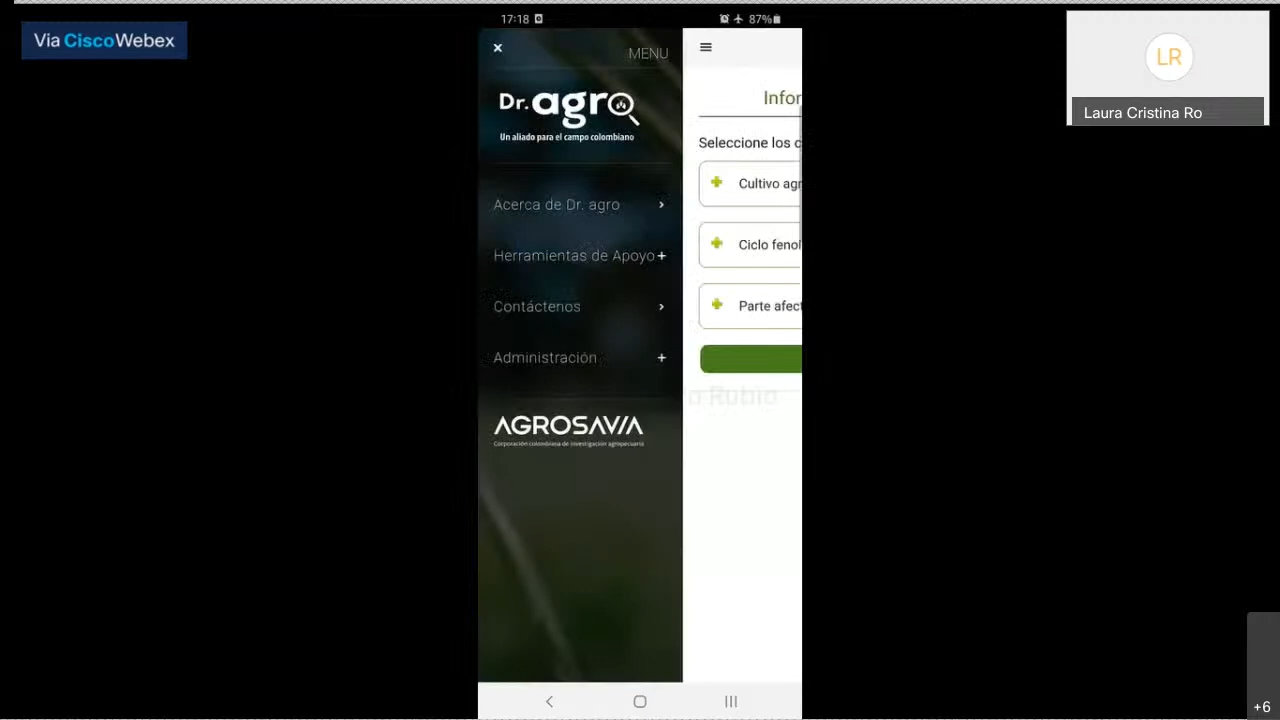 Via CiscoWebex
17:18
87%
MENU
Dr.agro
Un aliado para el campo colombiano
Acerca de Dr. agro
Herramientas de Apoyo
Contáctenos
Administración
AGROSAVIA
Corporación colombiana de investigación agropecuaria
Infor
Seleccione los c
Cultivo agr
Ciclo fenol
Parte afect
Rubio
LR
Laura Cristina Ro
+6